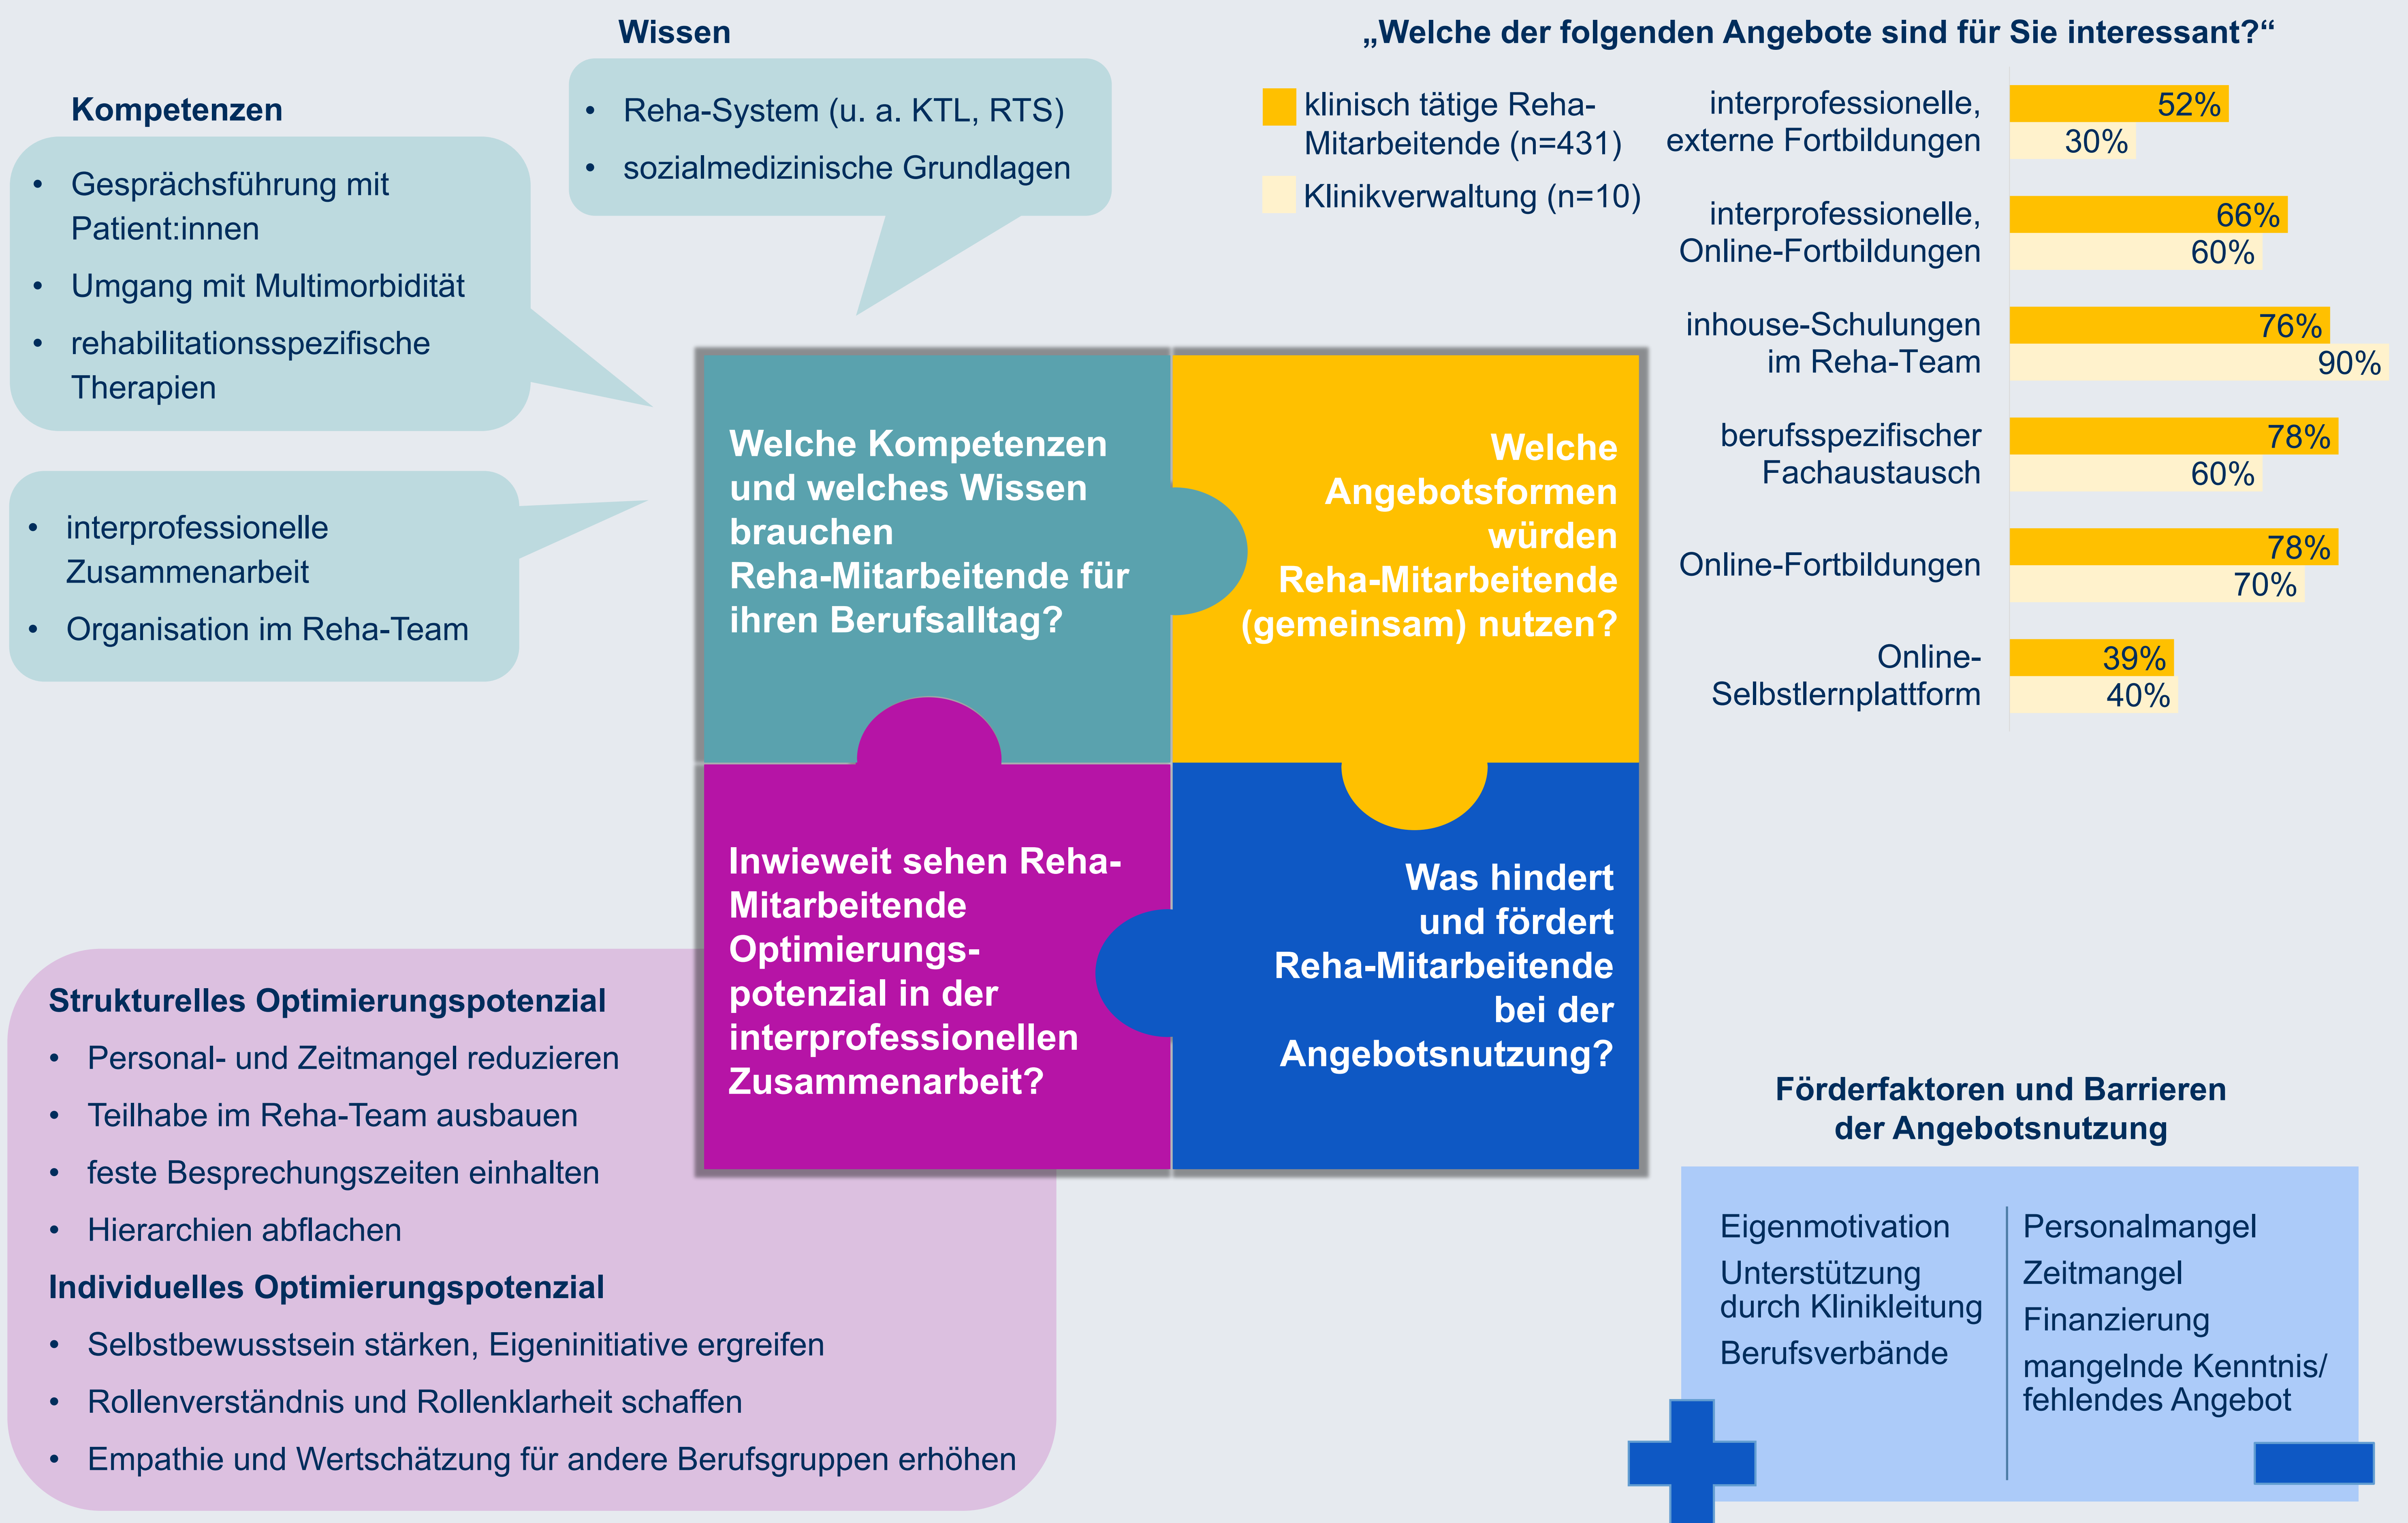 Wissen
• Reha-System (u. a. KTL, RTS)
• sozialmedizinische Grundlagen
Kompetenzen
• Gesprächsführung mit
Patient:innen
• Umgang mit Multimorbidität
• rehabilitationsspezifische
Therapien
• interprofessionelle
Zusammenarbeit
• Organisation im Reha-Team
„Welche der folgenden Angebote sind für Sie interessant?“
klinisch tätige Reha-
Mitarbeitende (n=431)
Klinikverwaltung (n=10)
interprofessionelle,
externe Fortbildungen
52%
30%
interprofessionelle,
Online-Fortbildungen
66%
60%
inhouse-Schulungen
im Reha-Team
76%
90%
berufsspezifischer
Fachaustausch
78%
60%
Online-Fortbildungen
78%
70%
Online-
Selbstlernplattform
39%
40%
Welche Kompetenzen
und welches Wissen
brauchen
Reha-Mitarbeitende für
ihren Berufsalltag?
Welche
Angebotsformen
würden
Reha-Mitarbeitende
(gemeinsam) nutzen?
Inwieweit sehen Reha-
Mitarbeitende
Optimierungs-
potenzial in der
interprofessionellen
Zusammenarbeit?
Was hindert
und fördert
Reha-Mitarbeitende
bei der
Angebotsnutzung?
Strukturelles Optimierungspotenzial
• Personal- und Zeitmangel reduzieren
• Teilhabe im Reha-Team ausbauen
• feste Besprechungszeiten einhalten
• Hierarchien abflachen
Individuelles Optimierungspotenzial
• Selbstbewusstsein stärken, Eigeninitiative ergreifen
• Rollenverständnis und Rollenklarheit schaffen
• Empathie und Wertschätzung für andere Berufsgruppen erhöhen
Förderfaktoren und Barrieren
der Angebotsnutzung
Eigenmotivation
Unterstützung
durch Klinikleitung
Berufsverbände
Personalmangel
Zeitmangel
Finanzierung
mangelnde Kenntnis/
fehlendes Angebot